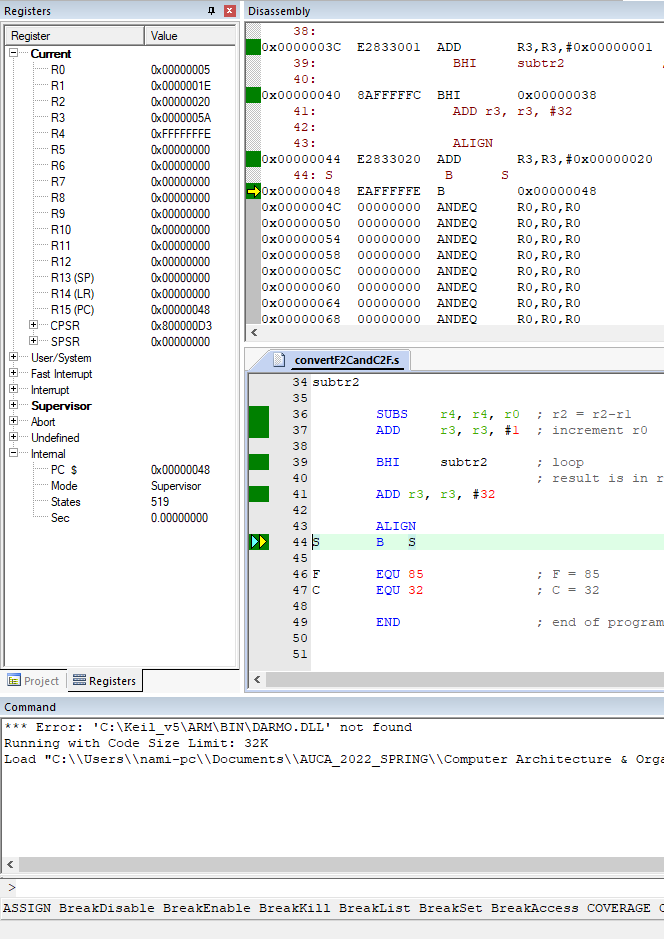 Registers
Register Value
Current
R0 0x00000005
R1 0x0000001E
R2 0x00000020
R3 0x0000005A
R4 0xFFFFFFFE
R5 0x00000000
R6 0x00000000
R7 0x00000000
R8 0x00000000
R9 0x00000000
R10 0x00000000
R11 0x00000000
R12 0x00000000
R13 (SP) 0x00000000
R14 (LR) 0x00000000
R15 (PC) 0x00000048
CPSR 0x800000D3
SPSR 0x00000000
User/System
Fast Interrupt
Interrupt
Supervisor
Abort
Undefined
Internal
PC $ 0x00000048
Mode Supervisor
States 519
Sec 0.00000000
Project Registers
Disassembly
38:
0x0000003C E2833001 ADD R3,R3,#0x00000001
39: BHI subtr2
40:
0x00000040 8AFFFFFC BHI 0x00000038
41: ADD r3, r3, #32
42:
43: ALIGN
0x00000044 E2833020 ADD R3,R3,#0x00000020
44: S B S
0x00000048 EAFFFFFE B 0x00000048
0x0000004C 00000000 ANDEQ R0,R0,R0
0x00000050 00000000 ANDEQ R0,R0,R0
0x00000054 00000000 ANDEQ R0,R0,R0
0x00000058 00000000 ANDEQ R0,R0,R0
0x0000005C 00000000 ANDEQ R0,R0,R0
0x00000060 00000000 ANDEQ R0,R0,R0
0x00000064 00000000 ANDEQ R0,R0,R0
0x00000068 00000000 ANDEQ R0,R0,R0
convertF2CandC2F.s
34 subtr2
35
36 SUBS r4, r4, r0 ; r2 = r2-r1
37 ADD r3, r3, #1 ; increment r0
38
39 BHI subtr2 ; loop
40 ; result is in r
41 ADD r3, r3, #32
42
43 ALIGN
44 S B S
45
46 F EQU 85 ; F = 85
47 C EQU 32 ; C = 32
48
49 END ; end of program
50
51
Command
*** Error: 'C:\Keil_v5\ARM\BIN\DARMO.DLL' not found
Running with Code Size Limit: 32K
Load "C:\\Users\\nami-pc\\Documents\\AUCA_2022_SPRING\\Computer Architecture & Orga
>
ASSIGN BreakDisable BreakEnable BreakKill BreakList BreakSet BreakAccess COVERAGE